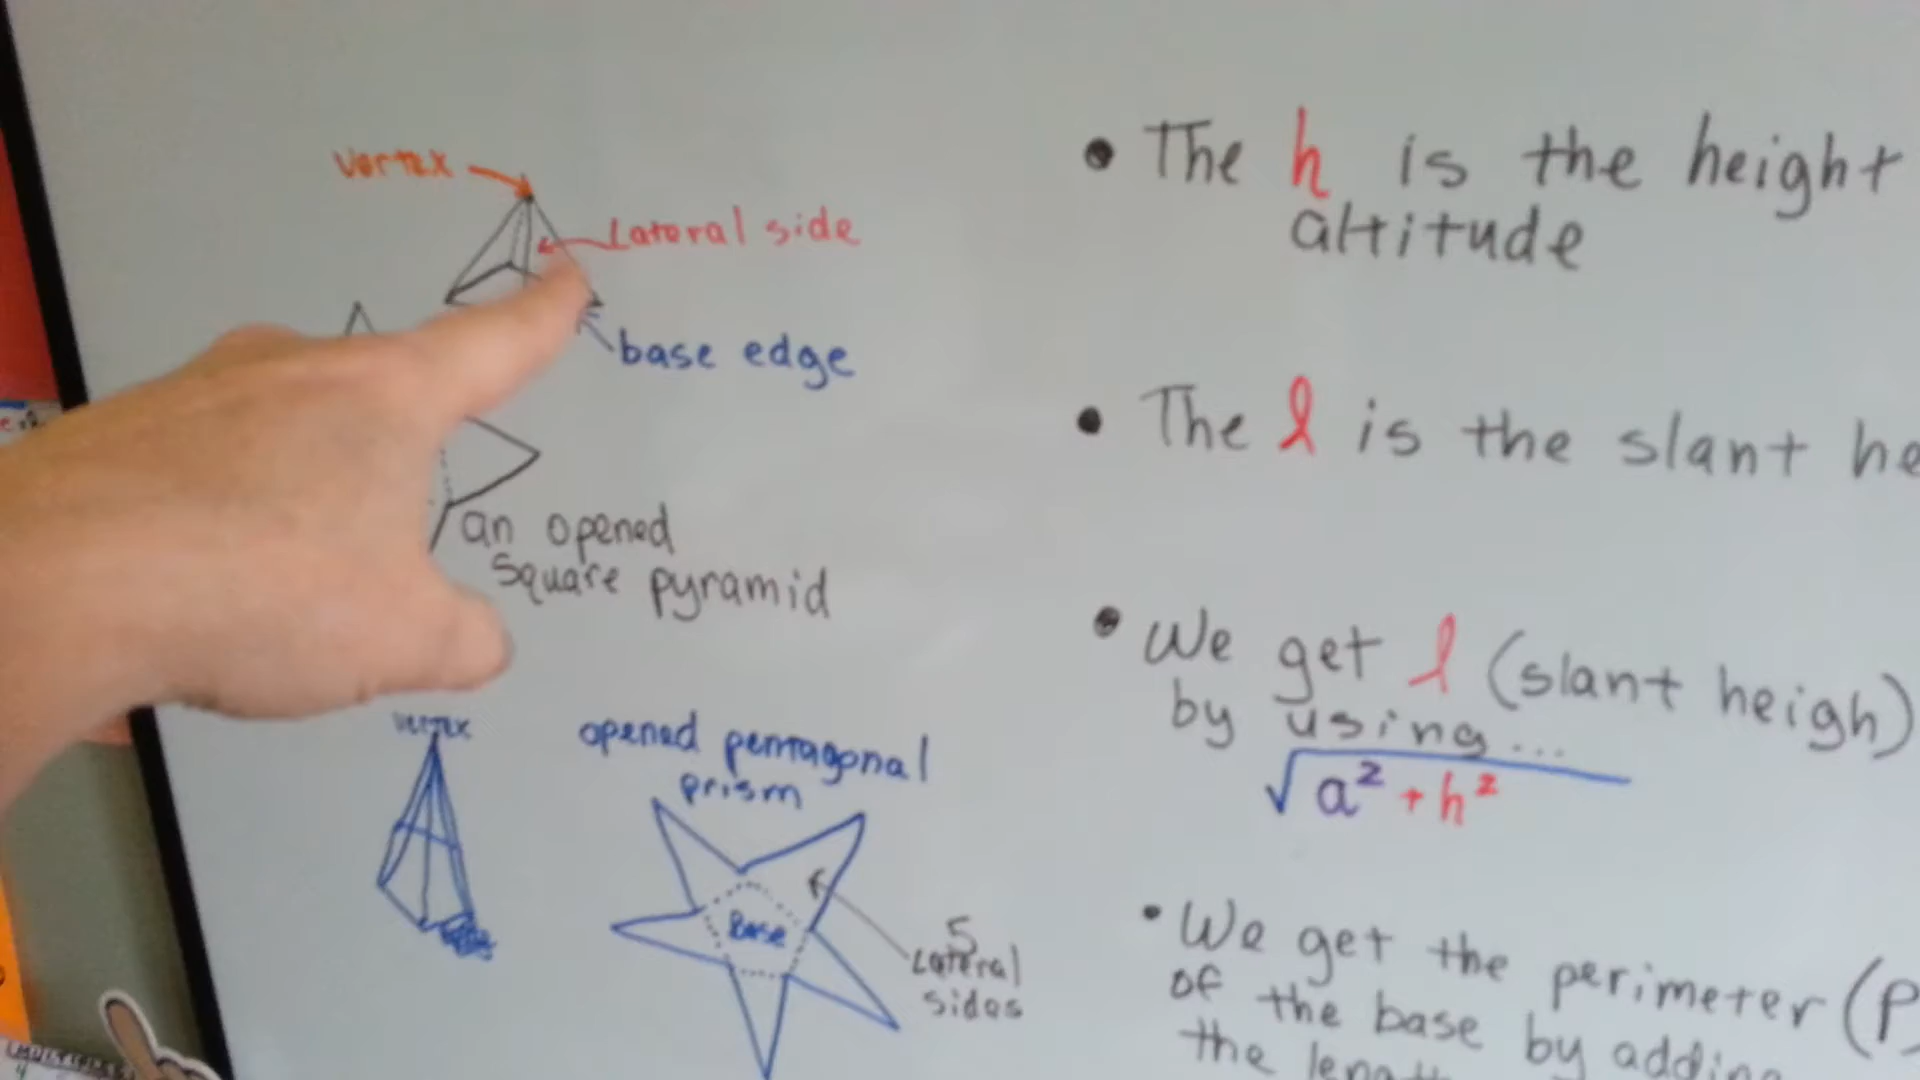 vertex
Lateral side
base edge
an opened
square pyramid
vertex
opened pentagonal
prism
Base
5
Lateral
sides
• The h is the height
altitude
• The l is the slant he
• We get l (slant heigh)
by using...
√a² + h²
• We get the perimeter (P
of the base by adding
the length